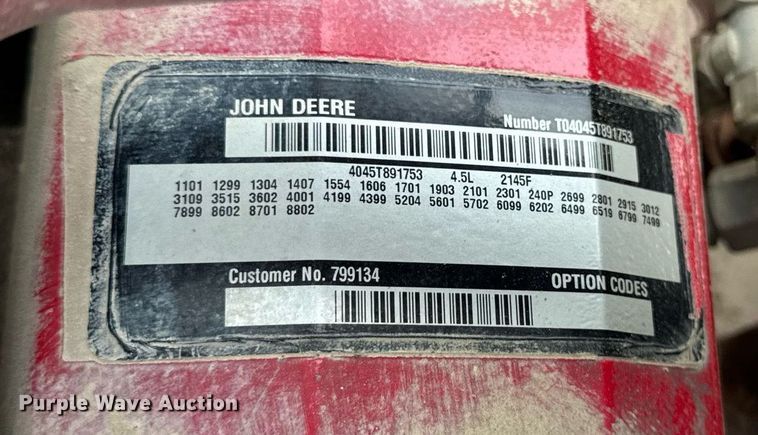 JOHN DEERE Number T04045T891753
4045T891753 4.5L 2145F
1101 1299 1304 1407 1554 1606 1701 1903 2101 2301 240P 2699 2801 2915 3012
3109 3515 3602 4001 4199 4399 5204 5601 5702 6099 6202 6499 6519 6799 7499
7899 8602 8701 8802
Customer No. 799134 OPTION CODES
Purple Wave Auction